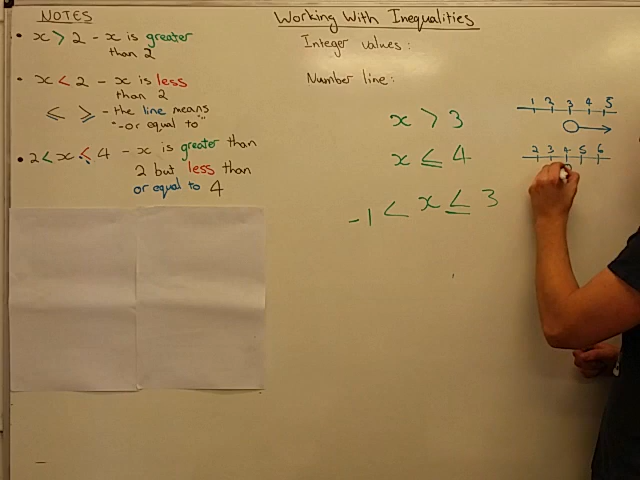 NOTES
• x > 2 - x is greater
than 2
• x < 2 - x is less
than 2
≤ ≥ - the line means
"-or equal to"
• 2 < x ≤ 4 - x is greater than
2 but less than
or equal to 4
Working With Inequalities
Integer values:
Number line:
x > 3
x ≤ 4
-1 < x ≤ 3
1 2 3 4 5
2 3 4 5 6